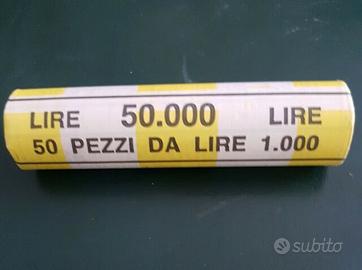 LIRE 50.000 LIRE
50 PEZZI DA LIRE 1.000
subito